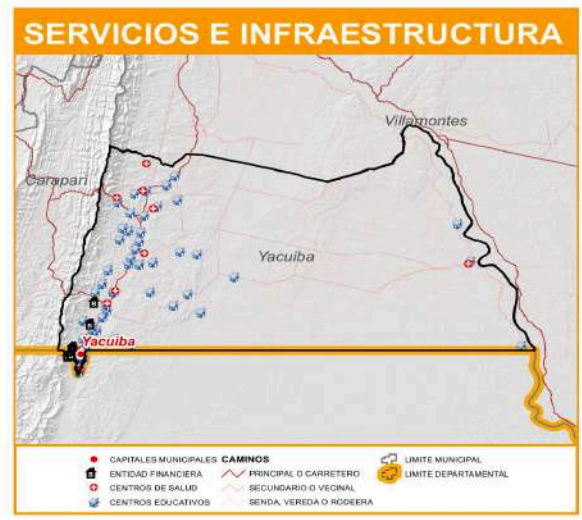 SERVICIOS E INFRAESTRUCTURA
Villamontes
Caraparí
Yacuiba
Yacuiba
CAPITALES MUNICIPALES
ENTIDAD FINANCIERA
CENTROS DE SALUD
CENTROS EDUCATIVOS
CAMINOS
PRINCIPAL O CARRETERO
SECUNDARIO O VECINAL
SENDA, VEREDA O RODEERA
LIMITE MUNICIPAL
LIMITE DEPARTAMENTAL